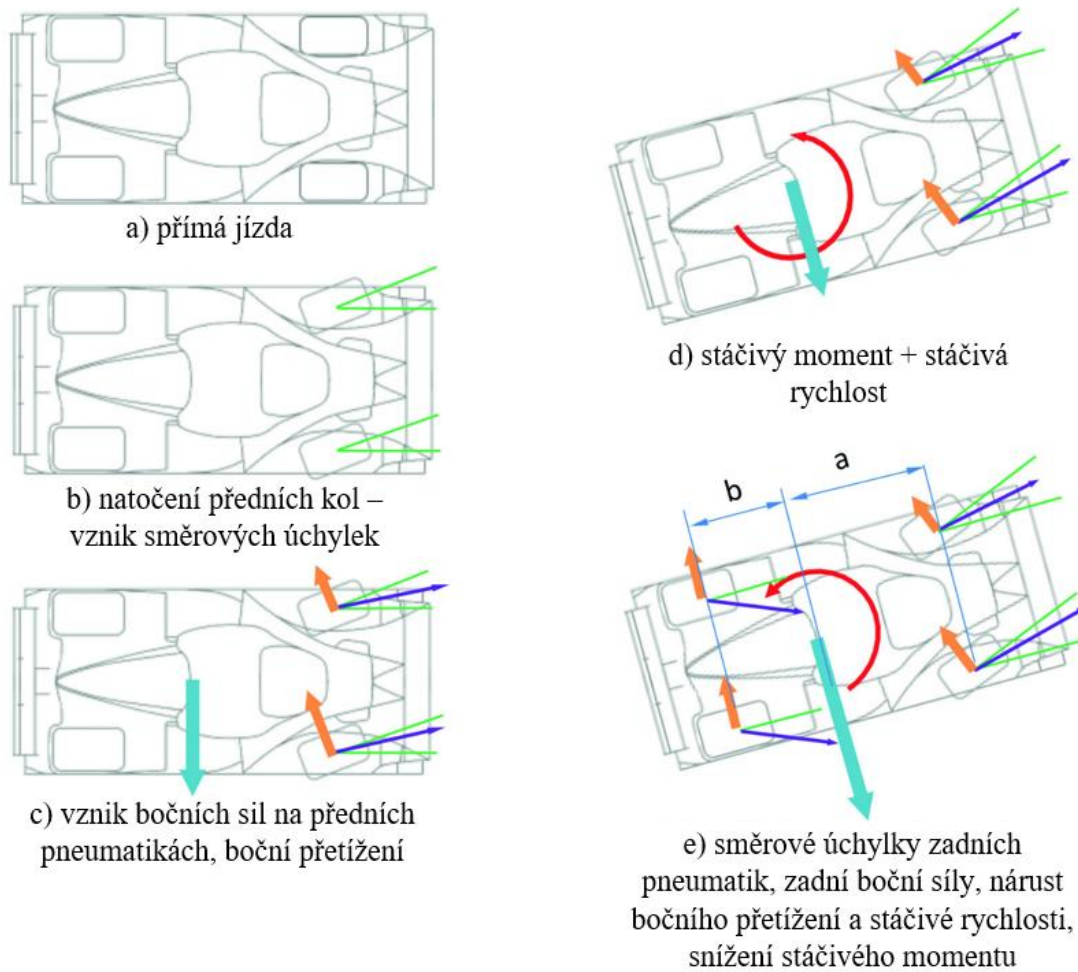 a) přímá jízda
b) natočení předních kol –
vznik směrových úchylek
c) vznik bočních sil na předních
pneumatikách, boční přetížení
d) stáčivý moment + stáčivá
rychlost
b
a
e) směrové úchylky zadních
pneumatik, zadní boční síly, nárust
bočního přetížení a stáčivé rychlosti,
snížení stáčivého momentu